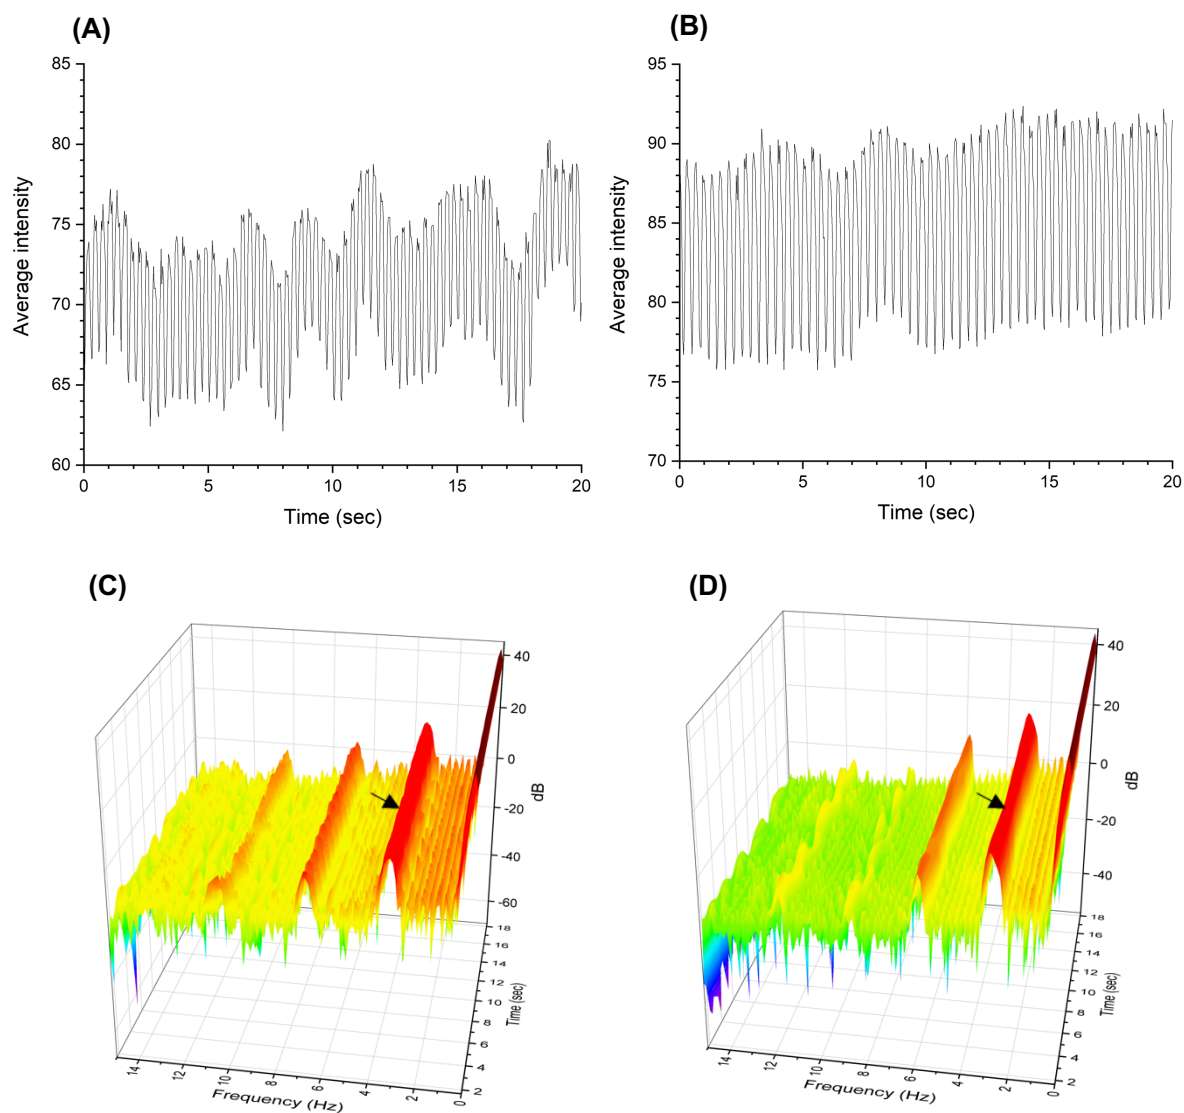 (A)
85
80
75
70
65
60
Average intensity
0 5 10 15 20
Time (sec)
(B)
95
90
85
80
75
70
Average intensity
0 5 10 15 20
Time (sec)
(C)
40
20
0
-20
-40
-60
dB
18
16
14
12
10
8
6
4
2
Time (sec)
14 12 10 8 6 4 2 0
Frequency (Hz)
(D)
40
20
0
-20
-40
dB
18
16
14
12
10
8
6
4
2
Time (sec)
14 12 10 8 6 4 2 0
Frequency (Hz)